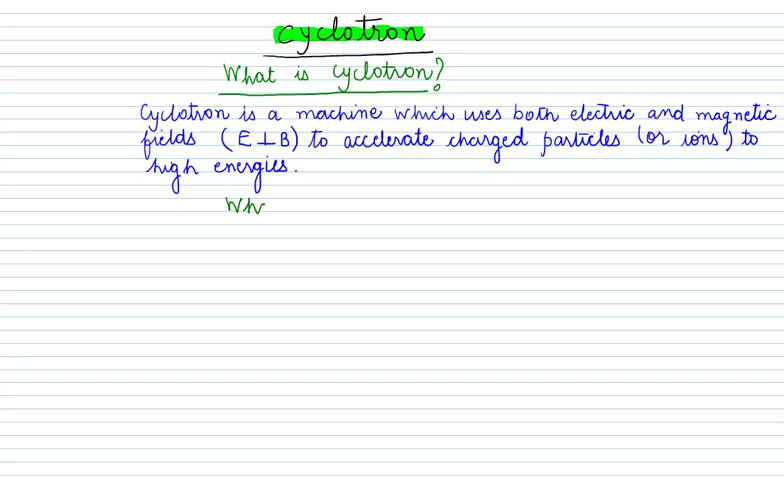 Cyclotron
What is Cyclotron?
Cyclotron is a machine which uses both electric and magnetic
fields (E⊥B) to accelerate charged particles (or ions) to
high energies.
Wh